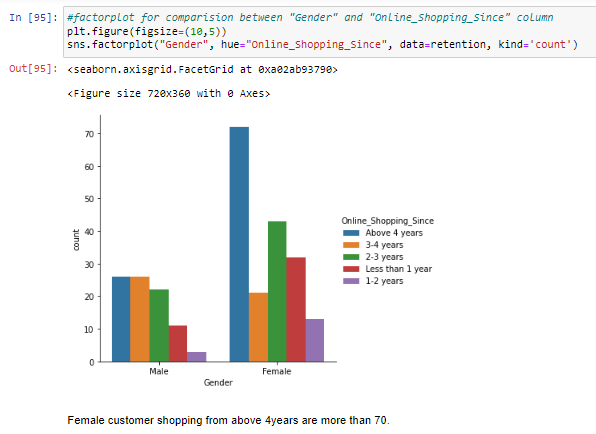 In [95]: #factorplot for comparision between "Gender" and "Online_Shopping_Since" column
plt.figure(figsize=(10,5))
sns.factorplot("Gender", hue="Online_Shopping_Since", data=retention, kind='count')
Out[95]: <seaborn.axisgrid.FacetGrid at 0xa02ab93790>
<Figure size 720x360 with 0 Axes>
70
60
50
40
30
20
10
0
count
Male
Female
Gender
Online_Shopping_Since
Above 4 years
3-4 years
2-3 years
Less than 1 year
1-2 years
Female customer shopping from above 4years are more than 70.